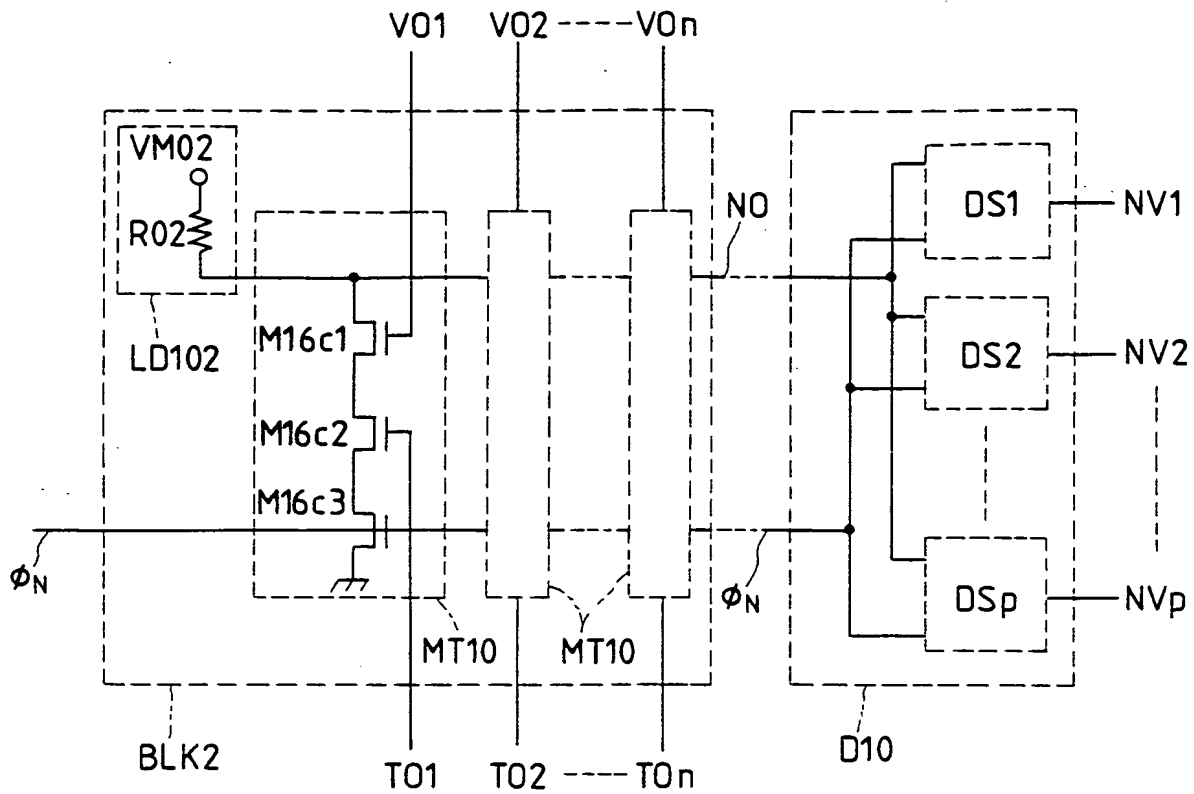 VO1 VO2 VOn
VM02
R02
LD102
M16c1
M16c2
M16c3
NO
DS1
NV1
DS2
NV2
DSp
NVp
ϕN
ϕN
MT10
MT10
BLK2
D10
TO1 TO2 TOn